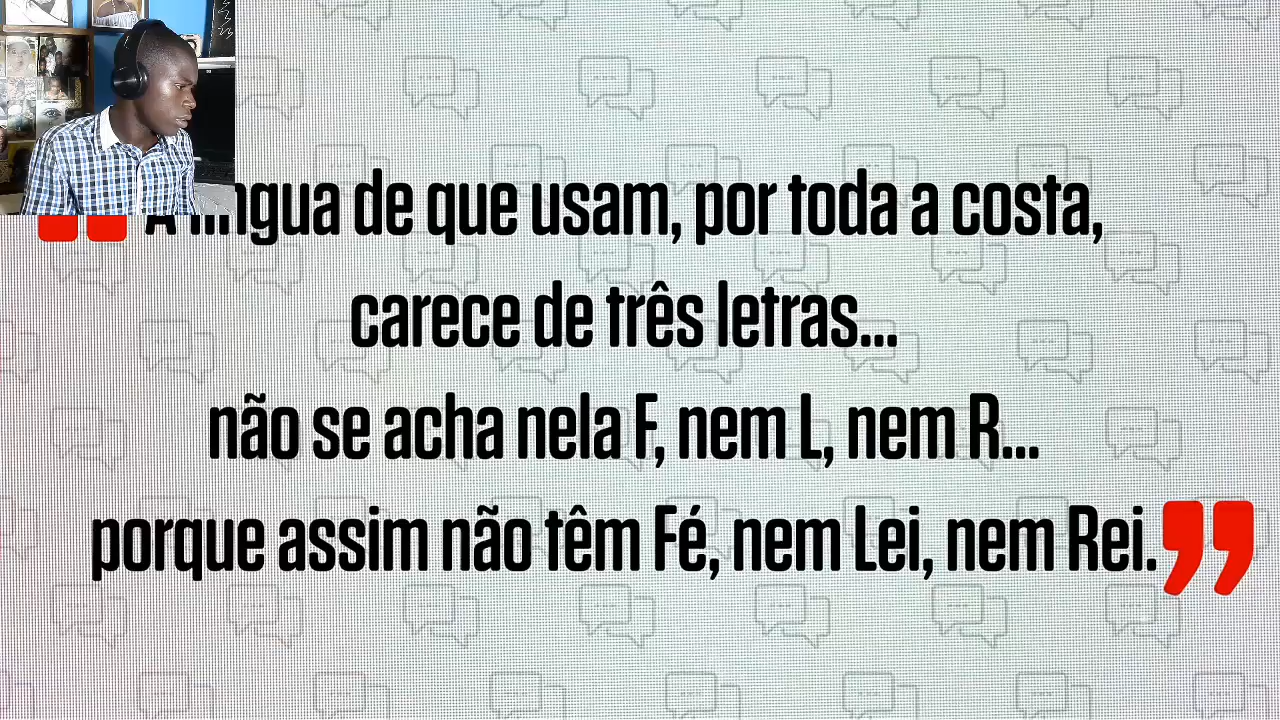 “A língua de que usam, por toda a costa,
carece de três letras...
não se acha nela F, nem L, nem R...
porque assim não têm Fé, nem Lei, nem Rei.”